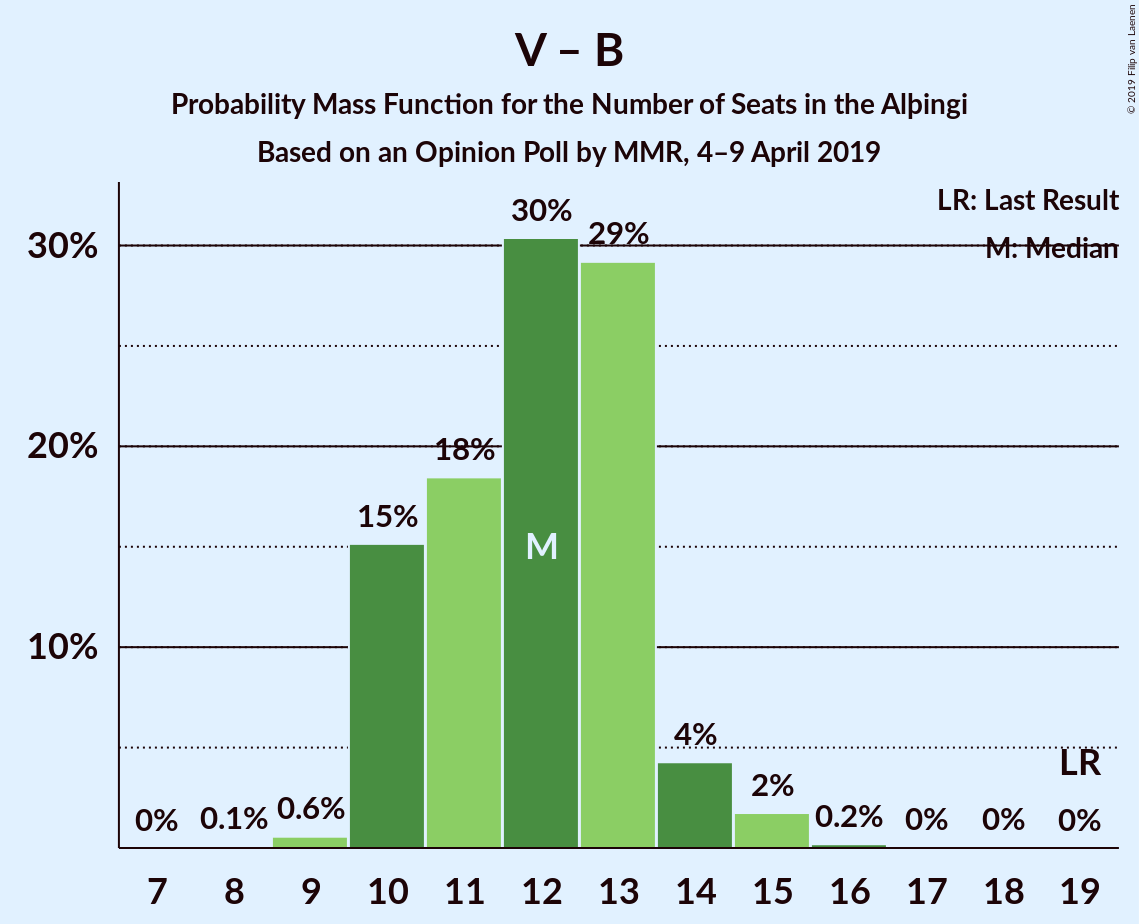 V – B
Probability Mass Function for the Number of Seats in the Alþingi
Based on an Opinion Poll by MMR, 4–9 April 2019
© 2019 Filip van Laenen
LR: Last Result
M: Median
30%
20%
10%
0%
0.1%
0.6%
15%
18%
30%
29%
4%
2%
0.2%
0%
0%
0%
M
LR
7 8 9 10 11 12 13 14 15 16 17 18 19